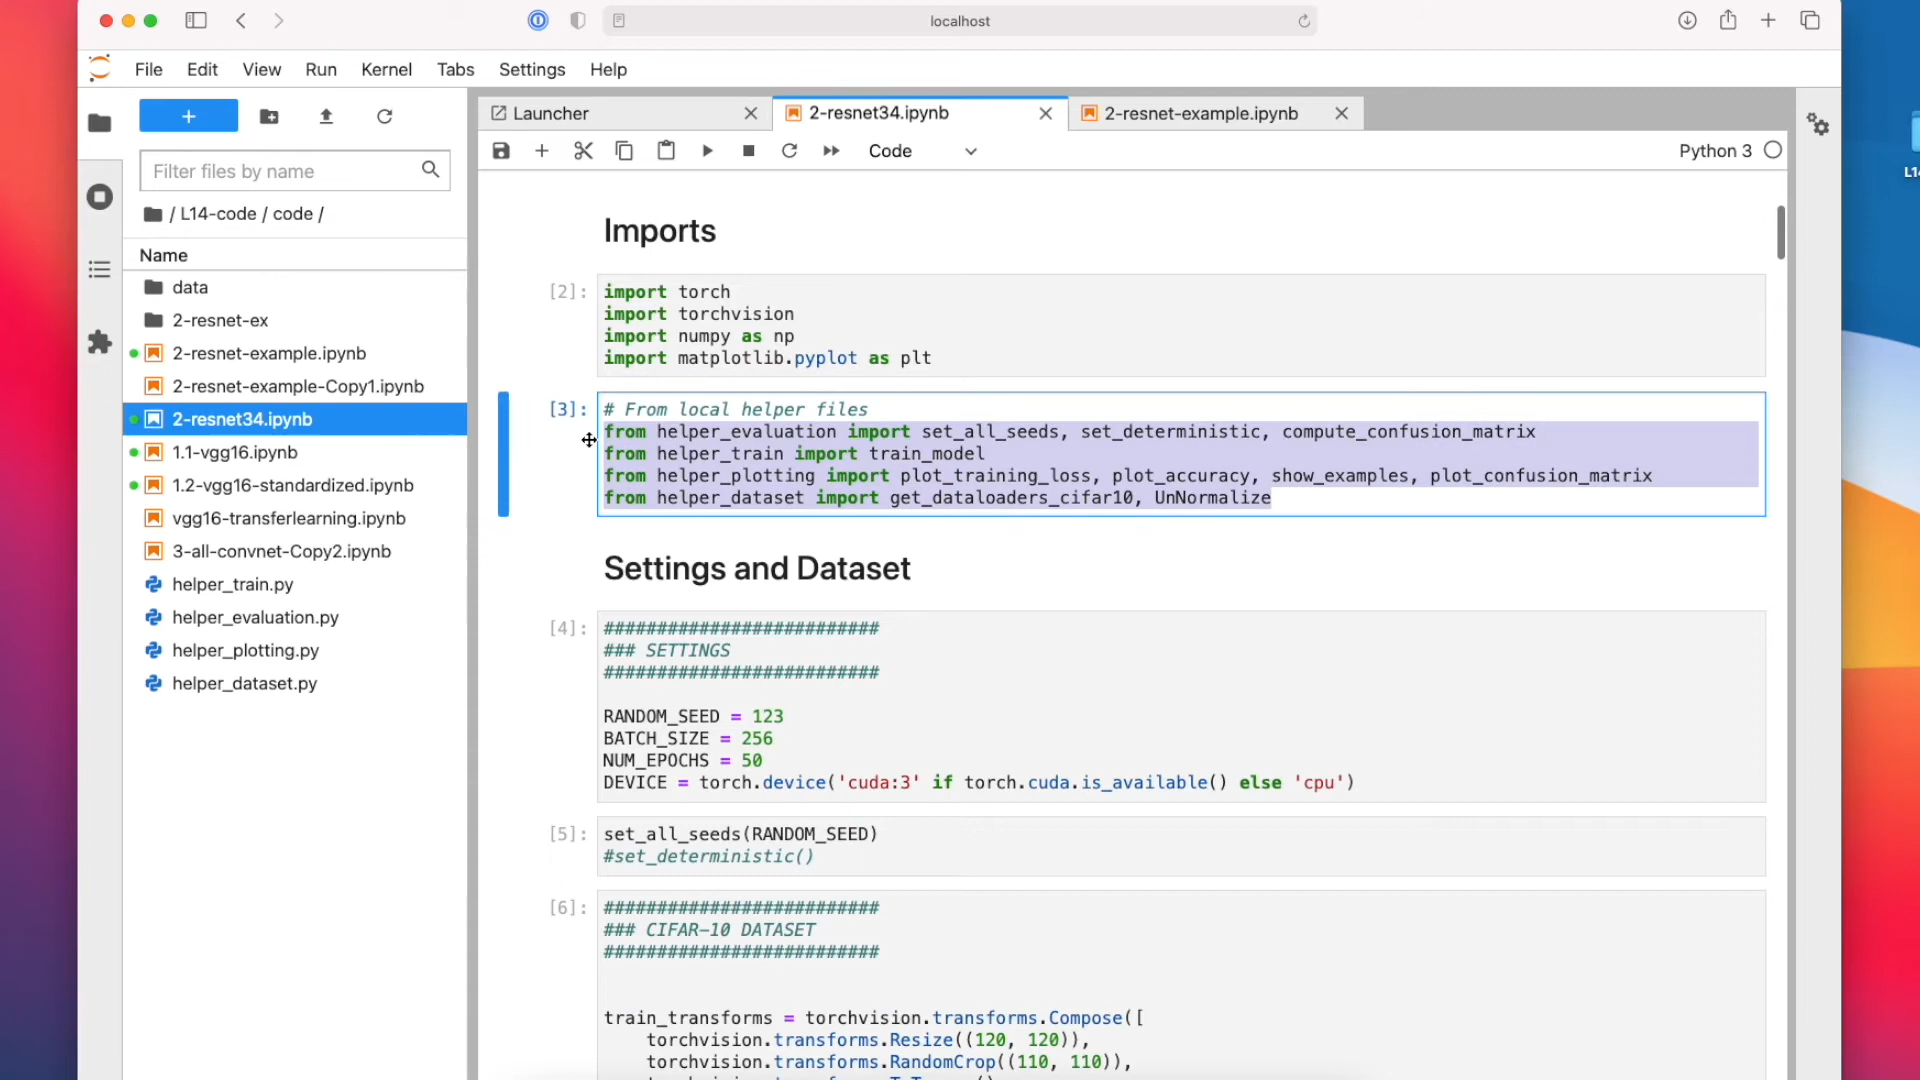 localhost
File Edit View Run Kernel Tabs Settings Help
Launcher 2-resnet34.ipynb 2-resnet-example.ipynb
Code Python 3
Filter files by name
/ L14-code / code /
Name
data
2-resnet-ex
2-resnet-example.ipynb
2-resnet-example-Copy1.ipynb
2-resnet34.ipynb
1.1-vgg16.ipynb
1.2-vgg16-standardized.ipynb
vgg16-transferlearning.ipynb
3-all-convnet-Copy2.ipynb
helper_train.py
helper_evaluation.py
helper_plotting.py
helper_dataset.py
Imports
[2]: import torch
import torchvision
import numpy as np
import matplotlib.pyplot as plt
[3]: # From local helper files
from helper_evaluation import set_all_seeds, set_deterministic, compute_confusion_matrix
from helper_train import train_model
from helper_plotting import plot_training_loss, plot_accuracy, show_examples, plot_confusion_matrix
from helper_dataset import get_dataloaders_cifar10, UnNormalize
Settings and Dataset
[4]: ##########################
### SETTINGS
##########################
RANDOM_SEED = 123
BATCH_SIZE = 256
NUM_EPOCHS = 50
DEVICE = torch.device('cuda:3' if torch.cuda.is_available() else 'cpu')
[5]: set_all_seeds(RANDOM_SEED)
#set_deterministic()
[6]: ##########################
### CIFAR-10 DATASET
##########################
train_transforms = torchvision.transforms.Compose([
torchvision.transforms.Resize((120, 120)),
torchvision.transforms.RandomCrop((110, 110)),